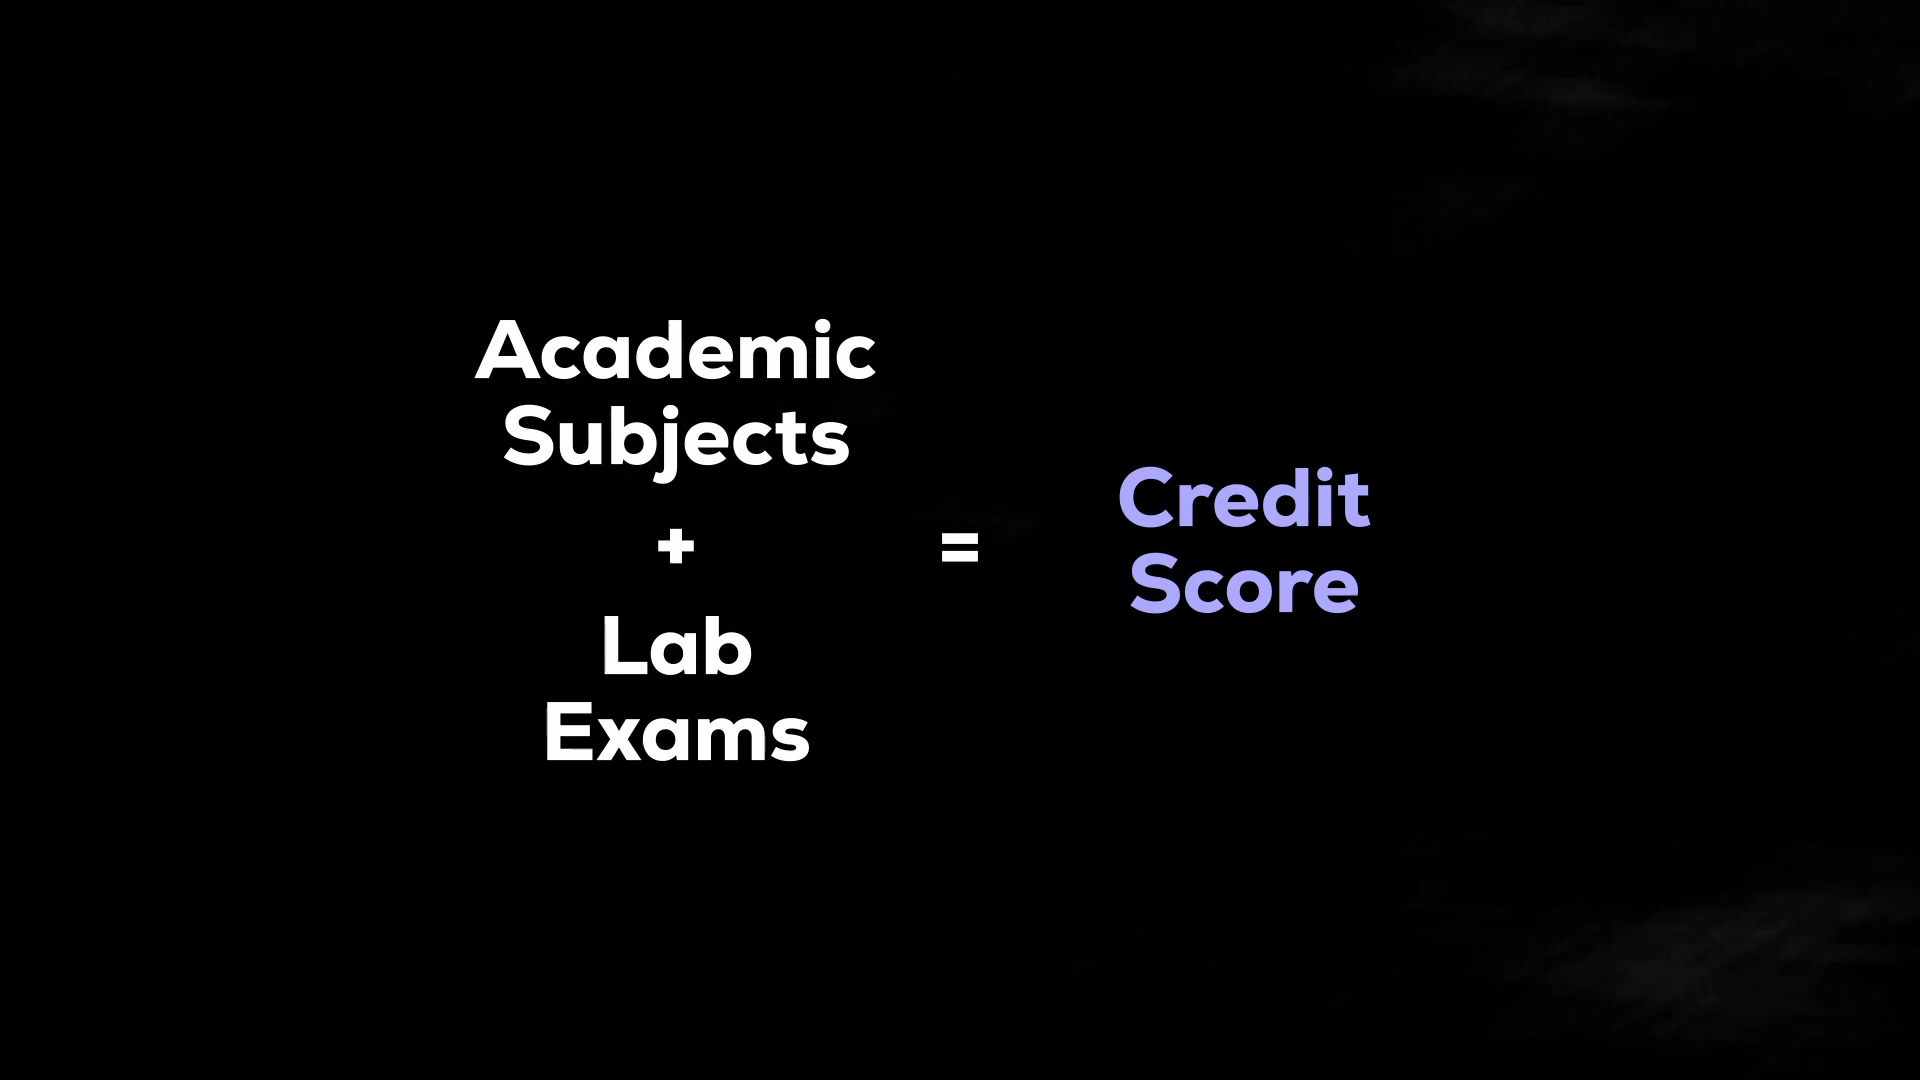 Academic
Subjects
+
Lab
Exams
=
Credit
Score